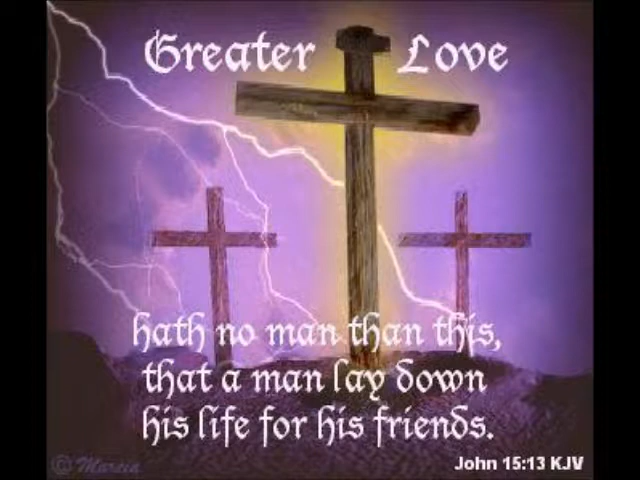 Greater Love
hath no man than this,
that a man lay down
his life for his friends.
John 15:13 KJV
© Marcia